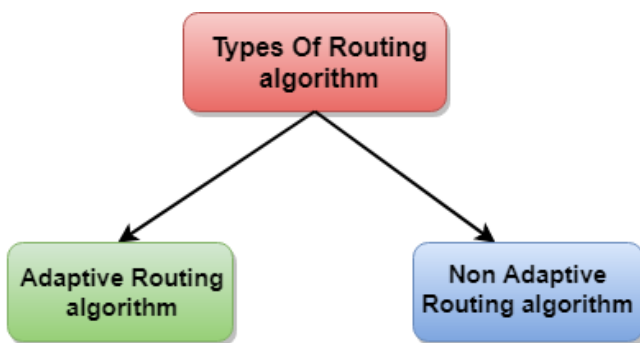 Types Of Routing
algorithm
Adaptive Routing
algorithm
Non Adaptive
Routing algorithm